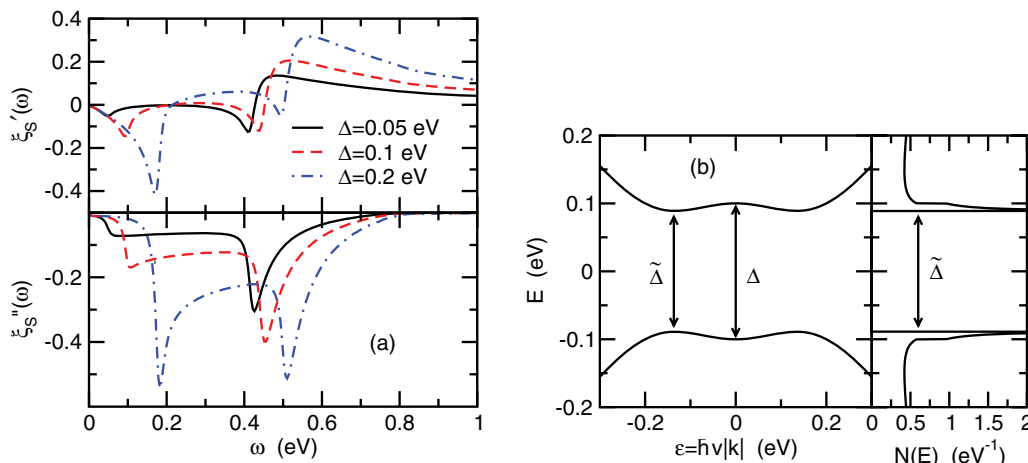 0.4
0.2
0
-0.2
-0.4
ξS′(ω)
Δ=0.05 eV
Δ=0.1 eV
Δ=0.2 eV
-0.2
-0.4
ξS"(ω)
(a)
0 0.2 0.4 0.6 0.8 1
ω (eV)
0.2
0.1
0
-0.1
-0.2
E (eV)
(b)
Δ̃
Δ
-0.2 0 0.2
ε=ħv|k| (eV)
Δ̃
0 0.5 1 1.5 2
N(E) (eV⁻¹)